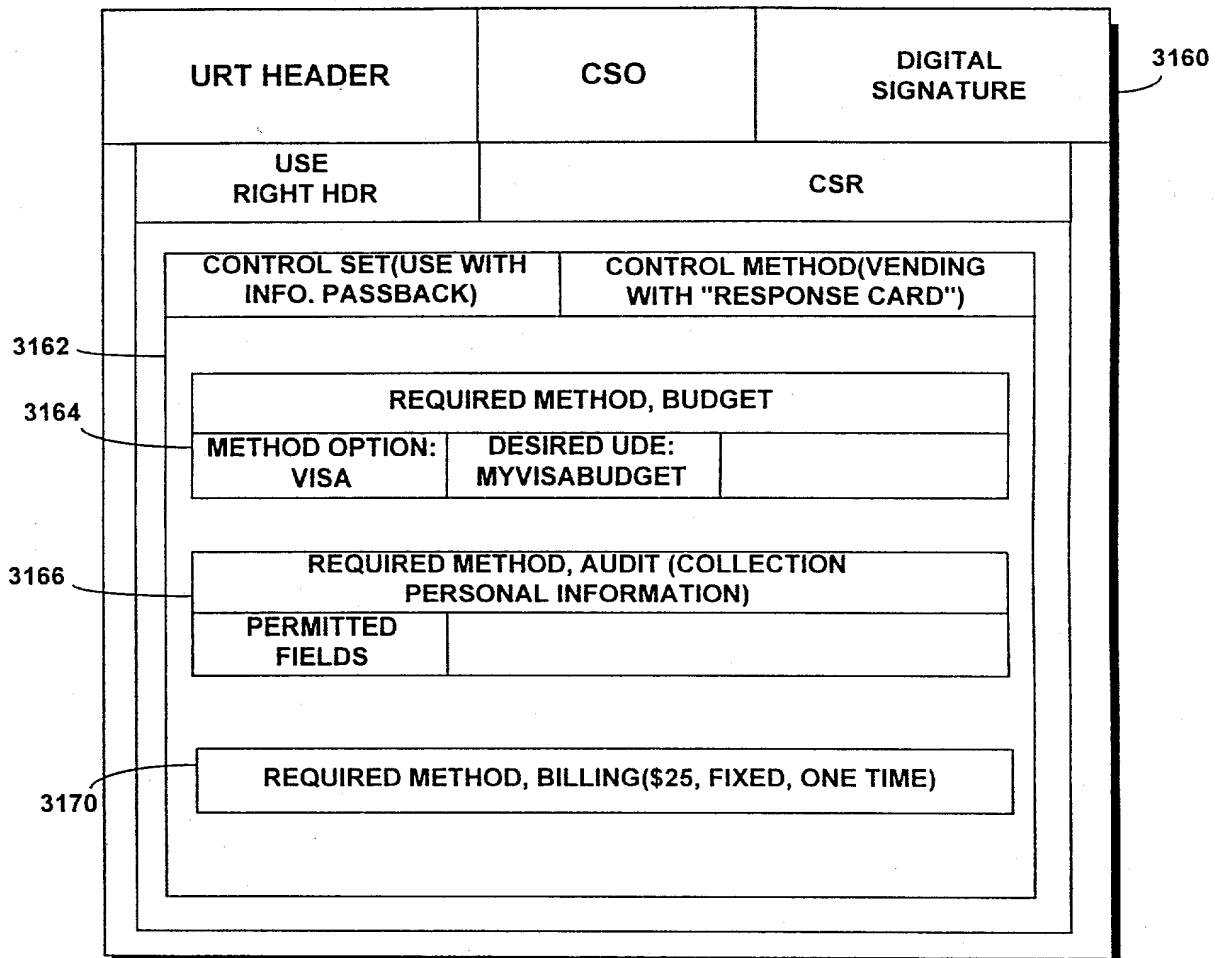 URT HEADER
CSO
DIGITAL
SIGNATURE
3160
USE
RIGHT HDR
CSR
CONTROL SET(USE WITH
INFO. PASSBACK)
CONTROL METHOD(VENDING
WITH "RESPONSE CARD")
3162
REQUIRED METHOD, BUDGET
3164
METHOD OPTION:
VISA
DESIRED UDE:
MYVISABUDGET
REQUIRED METHOD, AUDIT (COLLECTION
PERSONAL INFORMATION)
3166
PERMITTED
FIELDS
REQUIRED METHOD, BILLING($25, FIXED, ONE TIME)
3170